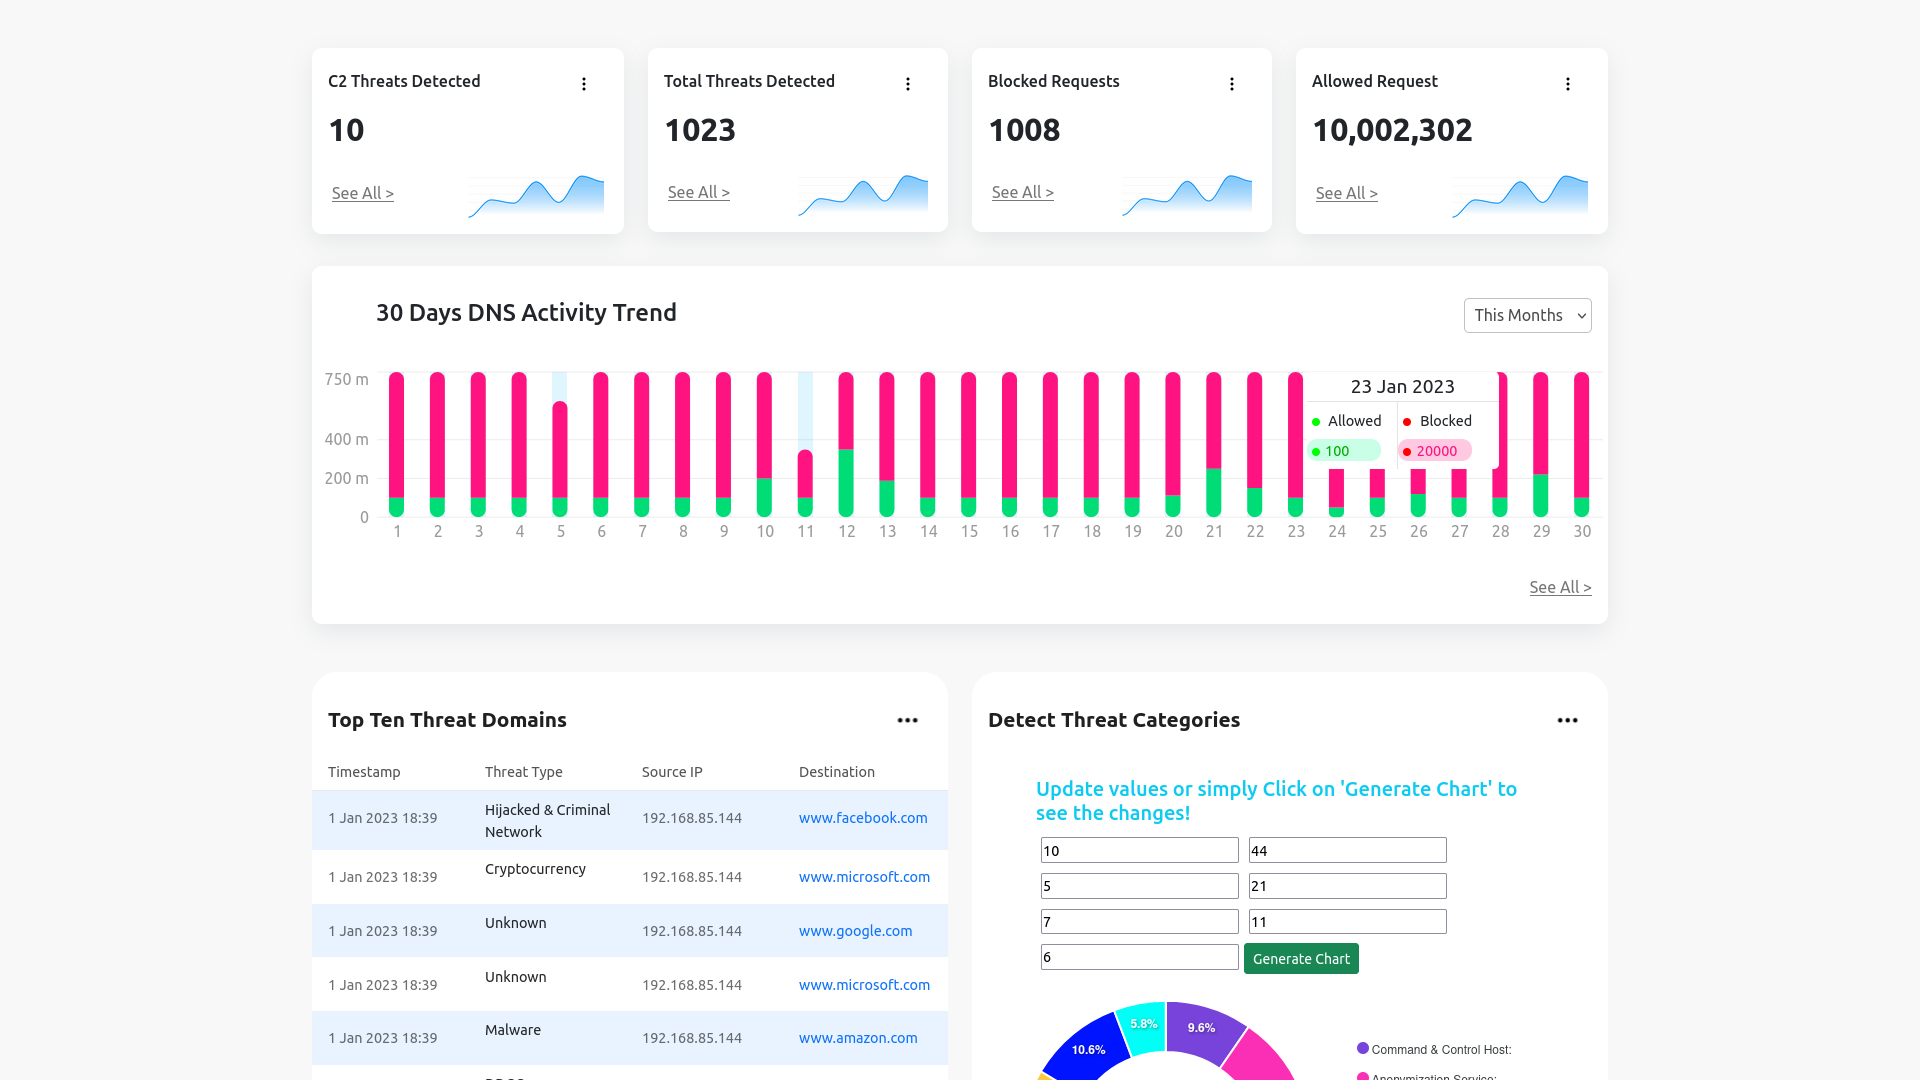 C2 Threats Detected
10
See All >
Total Threats Detected
1023
See All >
Blocked Requests
1008
See All >
Allowed Request
10,002,302
See All >
30 Days DNS Activity Trend
This Months
750 m
400 m
200 m
0
23 Jan 2023
Allowed Blocked
100 20000
1 2 3 4 5 6 7 8 9 10 11 12 13 14 15 16 17 18 19 20 21 22 23 24 25 26 27 28 29 30
See All >
Top Ten Threat Domains
Timestamp Threat Type Source IP Destination
1 Jan 2023 18:39 Hijacked & Criminal Network 192.168.85.144 www.facebook.com
1 Jan 2023 18:39 Cryptocurrency 192.168.85.144 www.microsoft.com
1 Jan 2023 18:39 Unknown 192.168.85.144 www.google.com
1 Jan 2023 18:39 Unknown 192.168.85.144 www.microsoft.com
1 Jan 2023 18:39 Malware 192.168.85.144 www.amazon.com
Detect Threat Categories
Update values or simply Click on 'Generate Chart' to
see the changes!
10 44
5 21
7 11
6 Generate Chart
5.8% 9.6%
10.6%
Command & Control Host:
Anonymization Service: